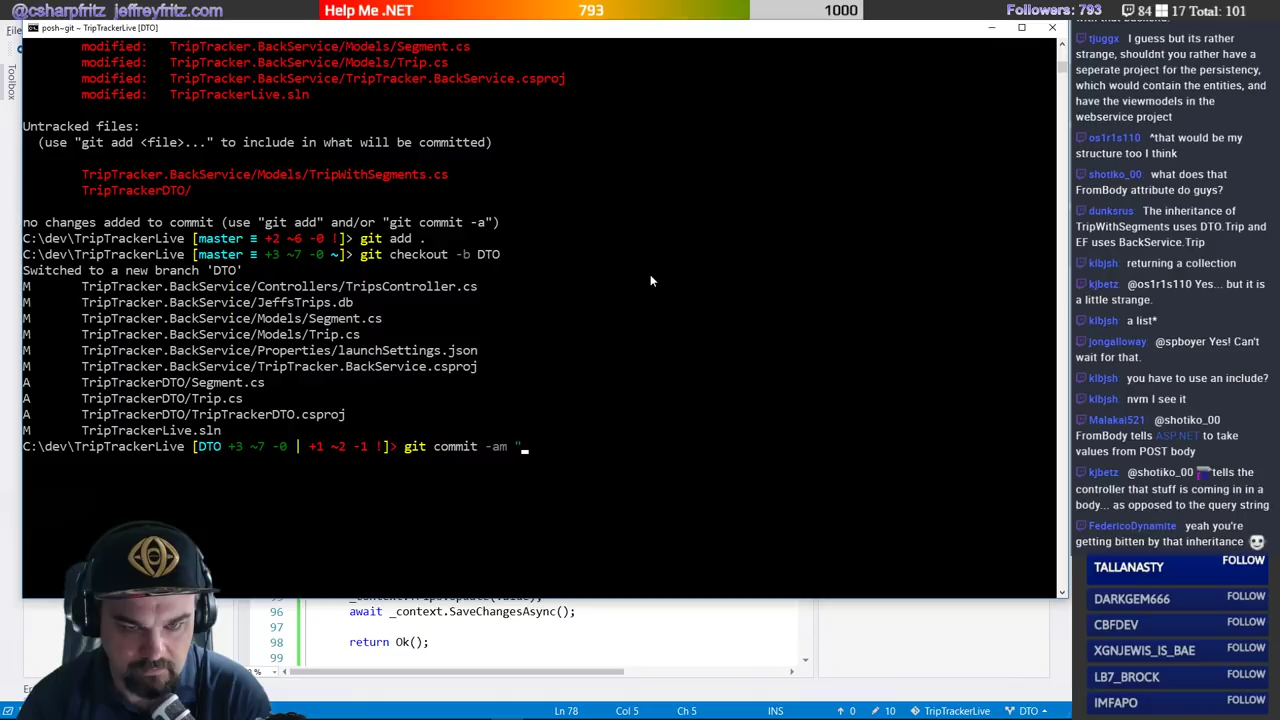 @csharpfritz jeffreyfritz.com
Help Me .NET 793 1000
Followers: 793 84 17 Total: 101
posh~git ~ TripTrackerLive [DTO]
Toolbox
modified: TripTracker.BackService/Models/Segment.cs
modified: TripTracker.BackService/Models/Trip.cs
modified: TripTracker.BackService/TripTracker.BackService.csproj
modified: TripTrackerLive.sln
Untracked files:
(use "git add <file>..." to include in what will be committed)
TripTracker.BackService/Models/TripWithSegments.cs
TripTrackerDTO/
no changes added to commit (use "git add" and/or "git commit -a")
C:\dev\TripTrackerLive [master ≡ +2 ~6 -0 !]> git add .
C:\dev\TripTrackerLive [master ≡ +3 ~7 -0 ~]> git checkout -b DTO
Switched to a new branch 'DTO'
M TripTracker.BackService/Controllers/TripsController.cs
M TripTracker.BackService/JeffsTrips.db
M TripTracker.BackService/Models/Segment.cs
M TripTracker.BackService/Models/Trip.cs
M TripTracker.BackService/Properties/launchSettings.json
M TripTracker.BackService/TripTracker.BackService.csproj
A TripTrackerDTO/Segment.cs
A TripTrackerDTO/Trip.cs
A TripTrackerDTO/TripTrackerDTO.csproj
M TripTrackerLive.sln
C:\dev\TripTrackerLive [DTO +3 ~7 -0 | +1 ~2 -1 !]> git commit -am "_
96 await _context.SaveChangesAsync();
97
98 return Ok();
99
Ln 78 Col 5 Ch 5 INS 0 10 TripTrackerLive DTO
with that backend.
tjuggx I guess but its rather
strange, shouldnt you rather have a
seperate project for the persistency,
which would contain the entities, and
have the viewmodels in the
webservice project
os1r1s110 *that would be my
structure too I think
shotiko_00 what does that
FromBody attribute do guys?
dunksrus The inheritance of
TripWithSegments uses DTO.Trip and
EF uses BackService.Trip
klbjsh returning a collection
kjbetz @os1r1s110 Yes... but it is
a little strange.
klbjsh a list*
jongalloway @spboyer Yes! Can't
wait for that.
klbjsh you have to use an include?
klbjsh nvm I see it
Malakai521 @shotiko_00
FromBody tells ASP.NET to take
values from POST body
kjbetz @shotiko_00 tells the
controller that stuff is coming in in a
body... as opposed to the query string
FedericoDynamite yeah you're
getting bitten by that inheritance
TALLANASTY FOLLOW
DARKGEM666 FOLLOW
CBFDEV FOLLOW
XGNJEWIS_IS_BAE FOLLOW
LB7_BROCK FOLLOW
IMFAPO FOLLOW